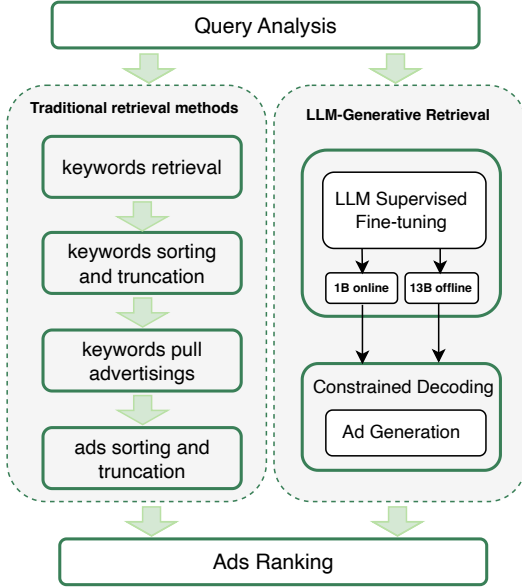 Query Analysis
Traditional retrieval methods
keywords retrieval
keywords sorting
and truncation
keywords pull
advertisings
ads sorting and
truncation
LLM-Generative Retrieval
LLM Supervised
Fine-tuning
1B online
13B offline
Constrained Decoding
Ad Generation
Ads Ranking